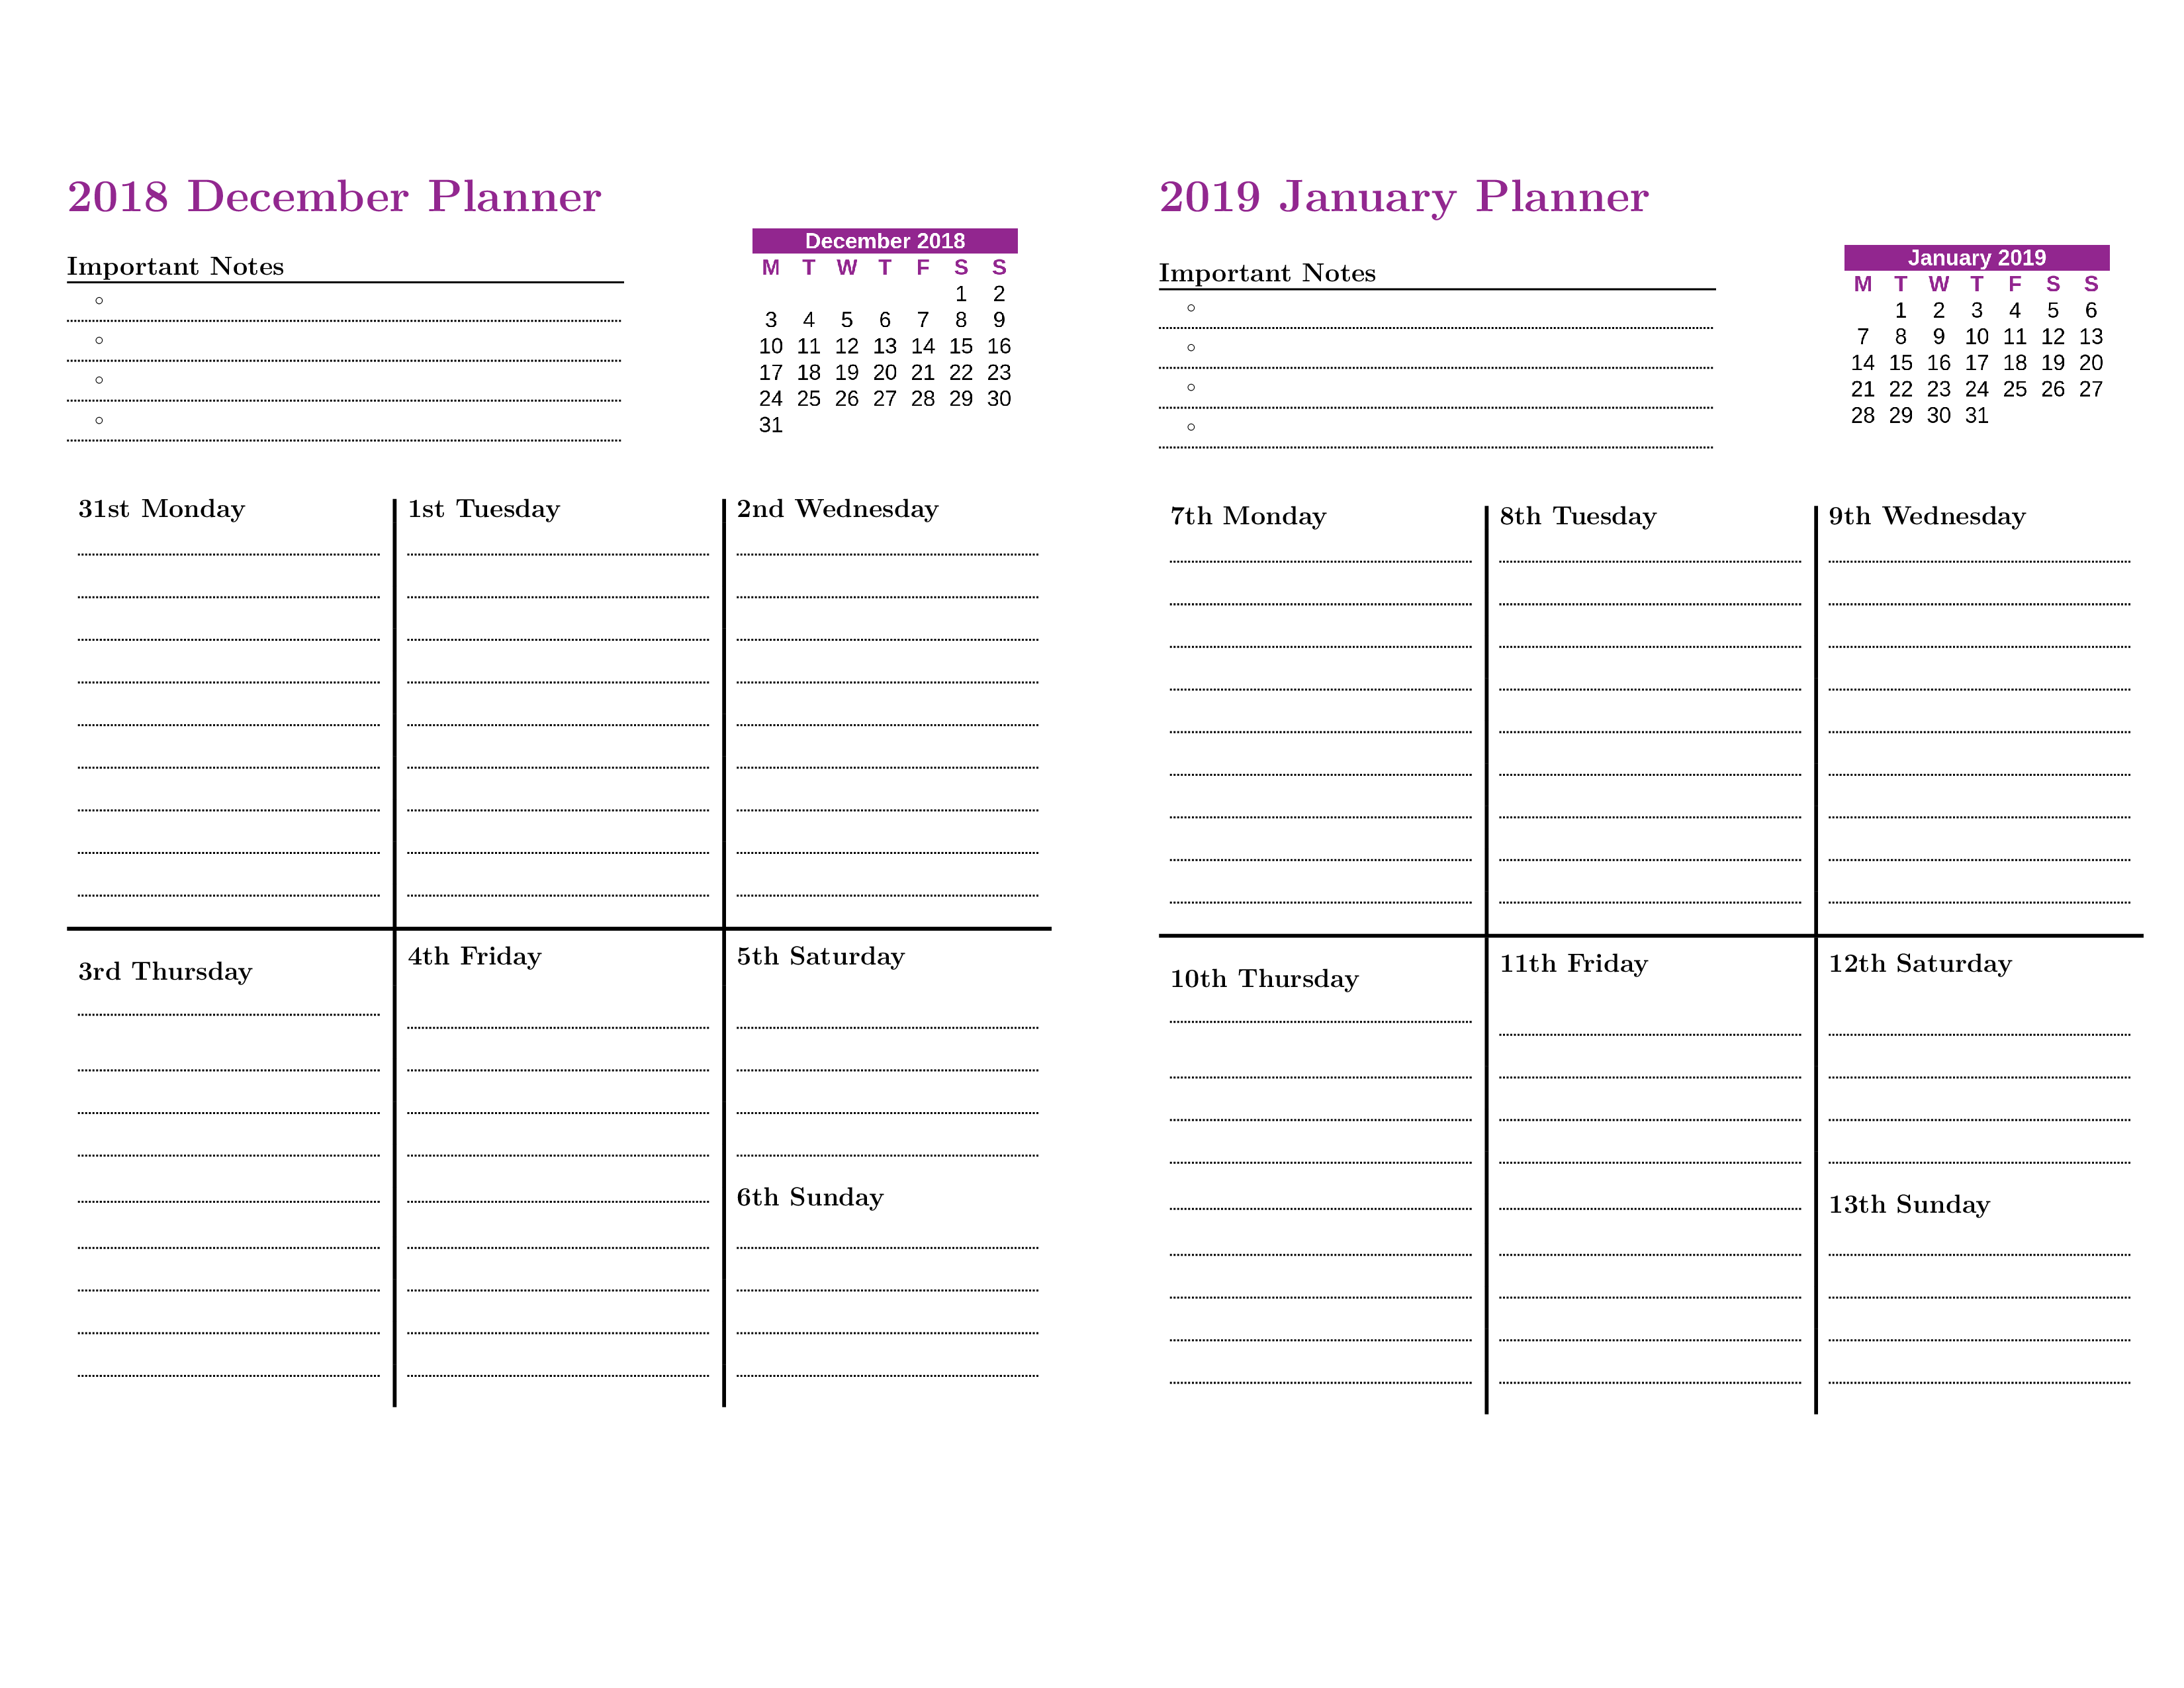 2018 December Planner
Important Notes
December 2018
M T W T F S S
1 2
3 4 5 6 7 8 9
10 11 12 13 14 15 16
17 18 19 20 21 22 23
24 25 26 27 28 29 30
31
31st Monday
1st Tuesday
2nd Wednesday
3rd Thursday
4th Friday
5th Saturday
6th Sunday
2019 January Planner
Important Notes
January 2019
M T W T F S S
1 2 3 4 5 6
7 8 9 10 11 12 13
14 15 16 17 18 19 20
21 22 23 24 25 26 27
28 29 30 31
7th Monday
8th Tuesday
9th Wednesday
10th Thursday
11th Friday
12th Saturday
13th Sunday